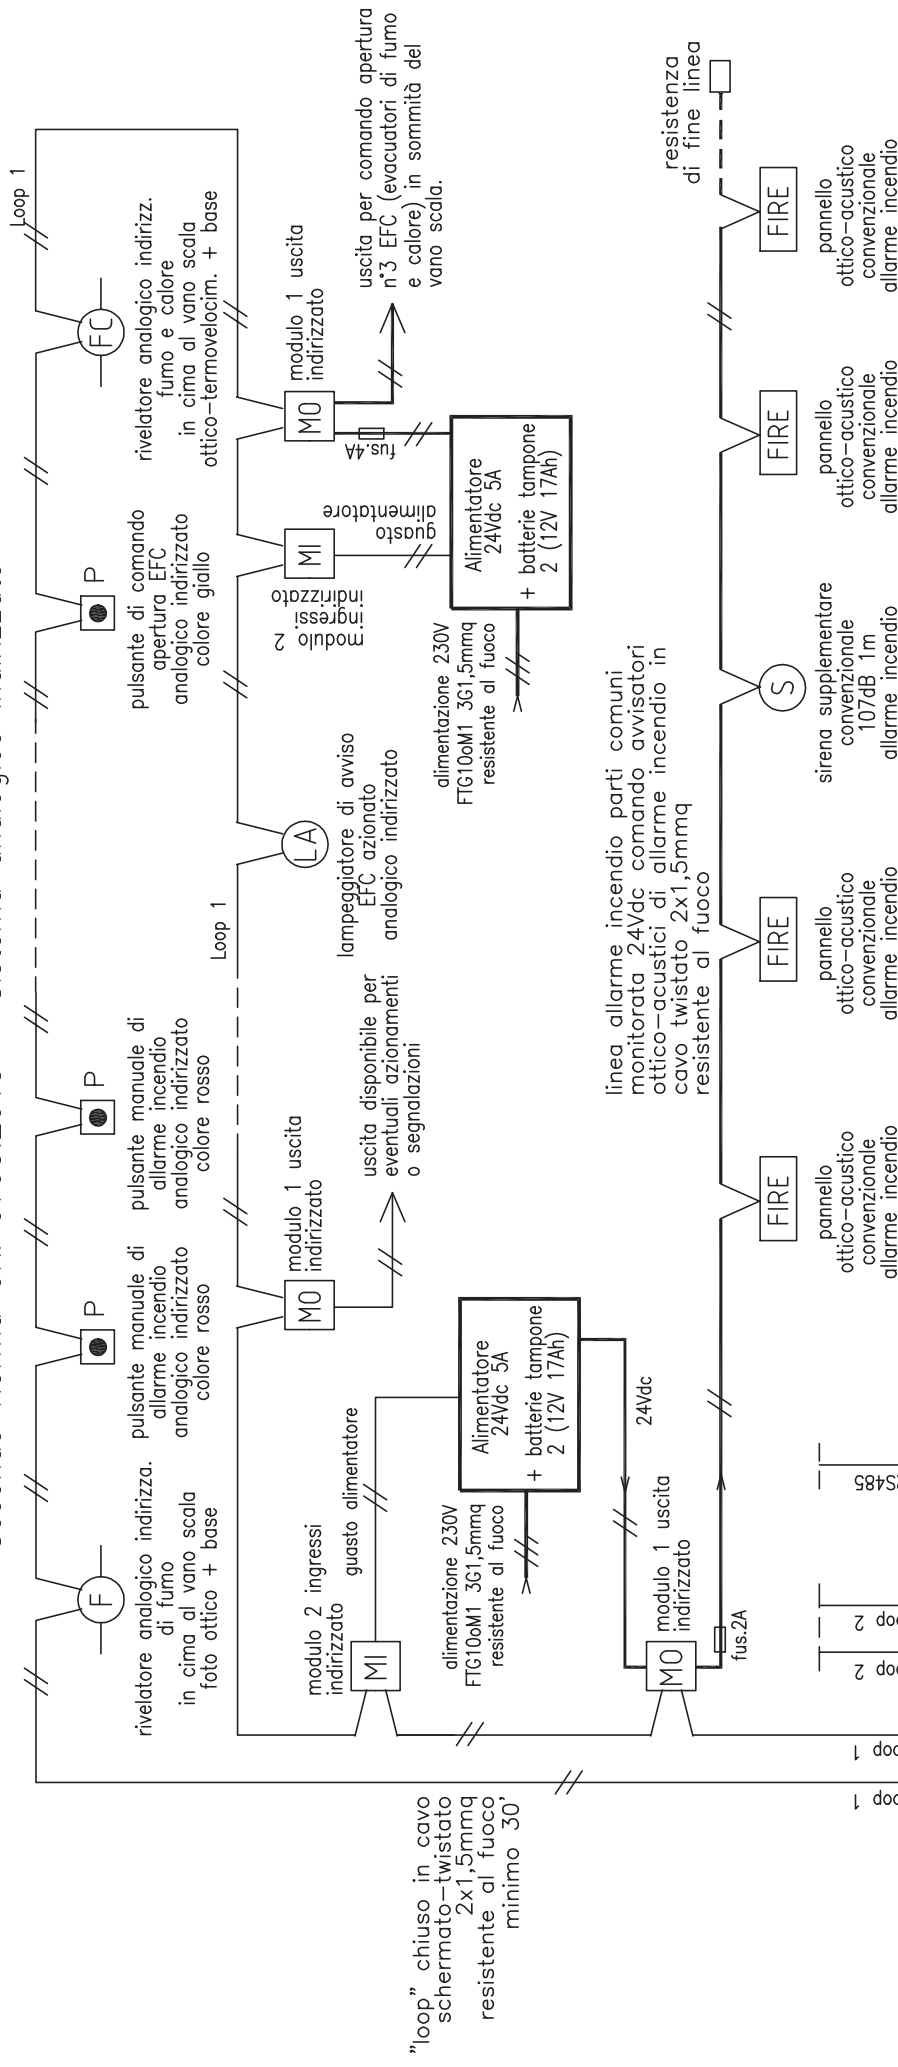 Loop 1
FC
rivelatore analogico indirizz.
fumo e calore
in cima al vano scala
ottico-termovelocim. + base
P
pulsante di comando
apertura EFC
analogico indirizzato
colore giallo
P
pulsante manuale di
allarme incendio
analogico indirizzato
colore rosso
P
pulsante manuale di
allarme incendio
analogico indirizzato
colore rosso
F
rivelatore analogico indirizza.
di fumo
in cima al vano scala
foto ottico + base
modulo 1 uscita
indirizzato
MO
uscita per comando apertura
n°3 EFC (evacuatori di fumo
e calore) in sommità del
vano scala.
fus.4A
MI
modulo 2
ingressi
indirizzato
guasto
alimentatore
Alimentatore
24Vdc 5A
+ batterie tampone
2 (12V 17Ah)
alimentazione 230V
FTG10oM1 3G1,5mmq
resistente al fuoco
LA
lampeggiatore di avviso
EFC azionato
analogico indirizzato
Loop 1
modulo 1 uscita
indirizzato
MO
uscita disponibile per
eventuali azionamenti
o segnalazioni
modulo 2 ingressi
indirizzato
MI
guasto alimentatore
Alimentatore
24Vdc 5A
+ batterie tampone
2 (12V 17Ah)
alimentazione 230V
FTG10oM1 3G1,5mmq
resistente al fuoco
24Vdc
modulo 1 uscita
indirizzato
MO
fus.2A
"loop" chiuso in cavo
schermato-twistato
2x1,5mmq
resistente al fuoco
minimo 30'
linea allarme incendio parti comuni
monitorata 24Vdc comando avvisatori
ottico-acustici di allarme incendio in
cavo twistato 2x1,5mmq
resistente al fuoco
resistenza
di fine linea
FIRE
pannello
ottico-acustico
convenzionale
allarme incendio
FIRE
pannello
ottico-acustico
convenzionale
allarme incendio
S
sirena supplementare
convenzionale
107dB 1m
allarme incendio
FIRE
pannello
ottico-acustico
convenzionale
allarme incendio
FIRE
pannello
ottico-acustico
convenzionale
allarme incendio
2
2
1
1